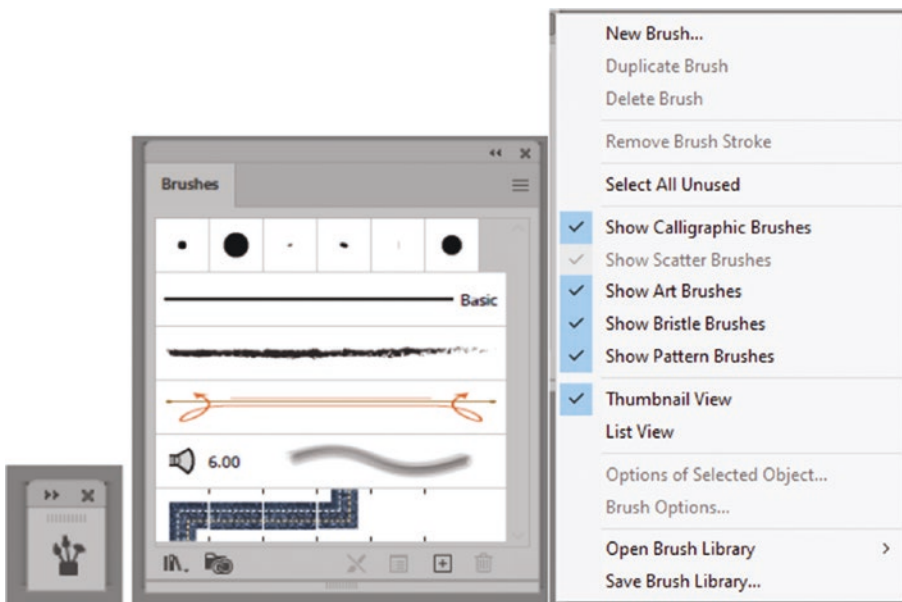 Brushes
Basic
6.00
New Brush...
Duplicate Brush
Delete Brush
Remove Brush Stroke
Select All Unused
Show Calligraphic Brushes
Show Scatter Brushes
Show Art Brushes
Show Bristle Brushes
Show Pattern Brushes
Thumbnail View
List View
Options of Selected Object...
Brush Options...
Open Brush Library
Save Brush Library...